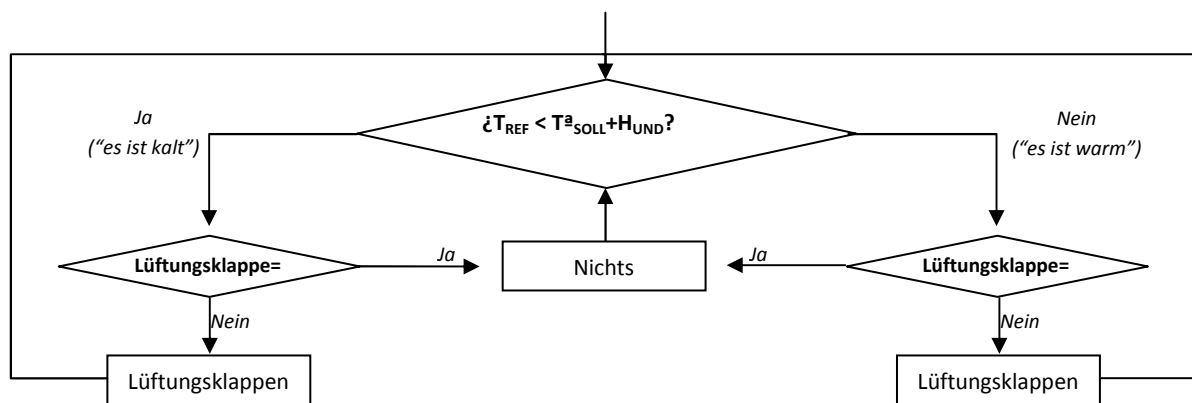 ¿TREF < TªSOLL+HUND?
Ja
("es ist kalt")
Nein
("es ist warm")
Lüftungsklappe=
Ja
Nichts
Ja
Lüftungsklappe=
Nein
Nein
Lüftungsklappen
Lüftungsklappen